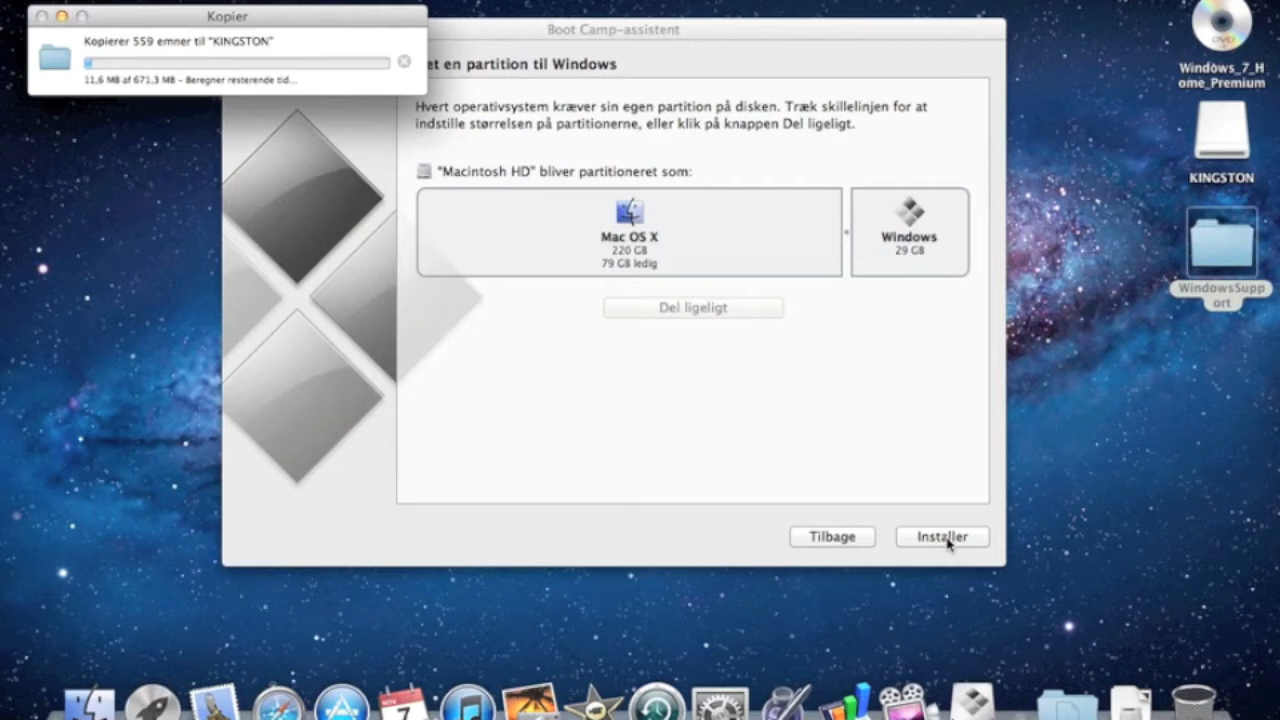 Kopier
Kopierer 559 emner til "KINGSTON"
11,6 MB af 671,3 MB - Beregner resterende tid...
Boot Camp-assistent
et en partition til Windows
Hvert operativsystem kræver sin egen partition på disken. Træk skillelinjen for at
indstille størrelsen på partitionerne, eller klik på knappen Del ligeligt.
"Macintosh HD" bliver partitioneret som:
Mac OS X
220 GB
79 GB ledig
Windows
29 GB
Del ligeligt
Tilbage
Installer
DVD
Windows_7_H
ome_Premium
KINGSTON
WindowsSupp
ort
7